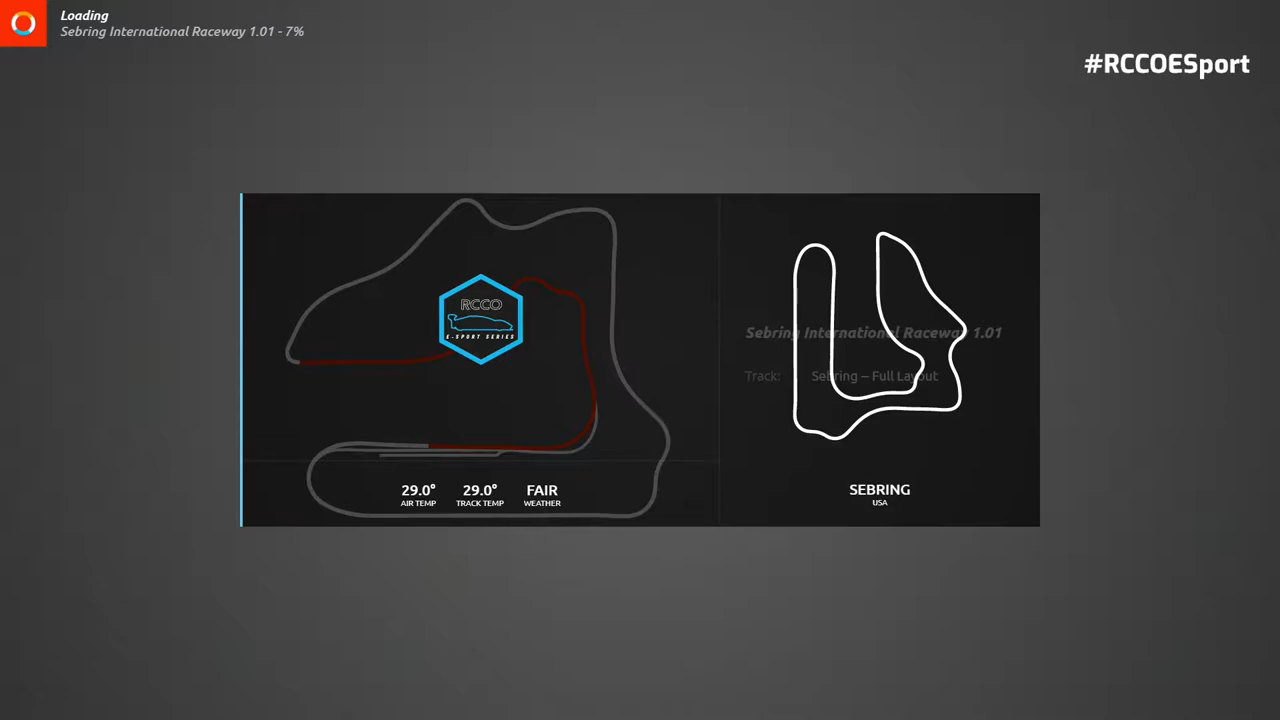 Loading
Sebring International Raceway 1.01 - 7%
#RCCOESport
RCCO
E-SPORT SERIES
Sebring International Raceway 1.01
Track: Sebring – Full Layout
29.0° 29.0° FAIR
AIR TEMP TRACK TEMP WEATHER
SEBRING
USA